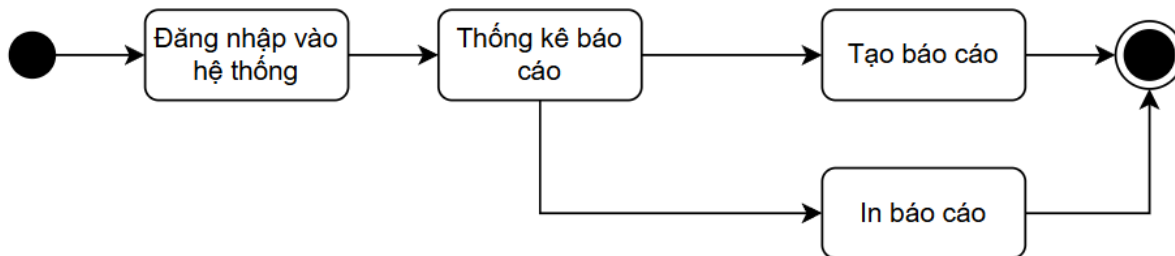 Đăng nhập vào
hệ thống
Thống kê báo
cáo
Tạo báo cáo
In báo cáo